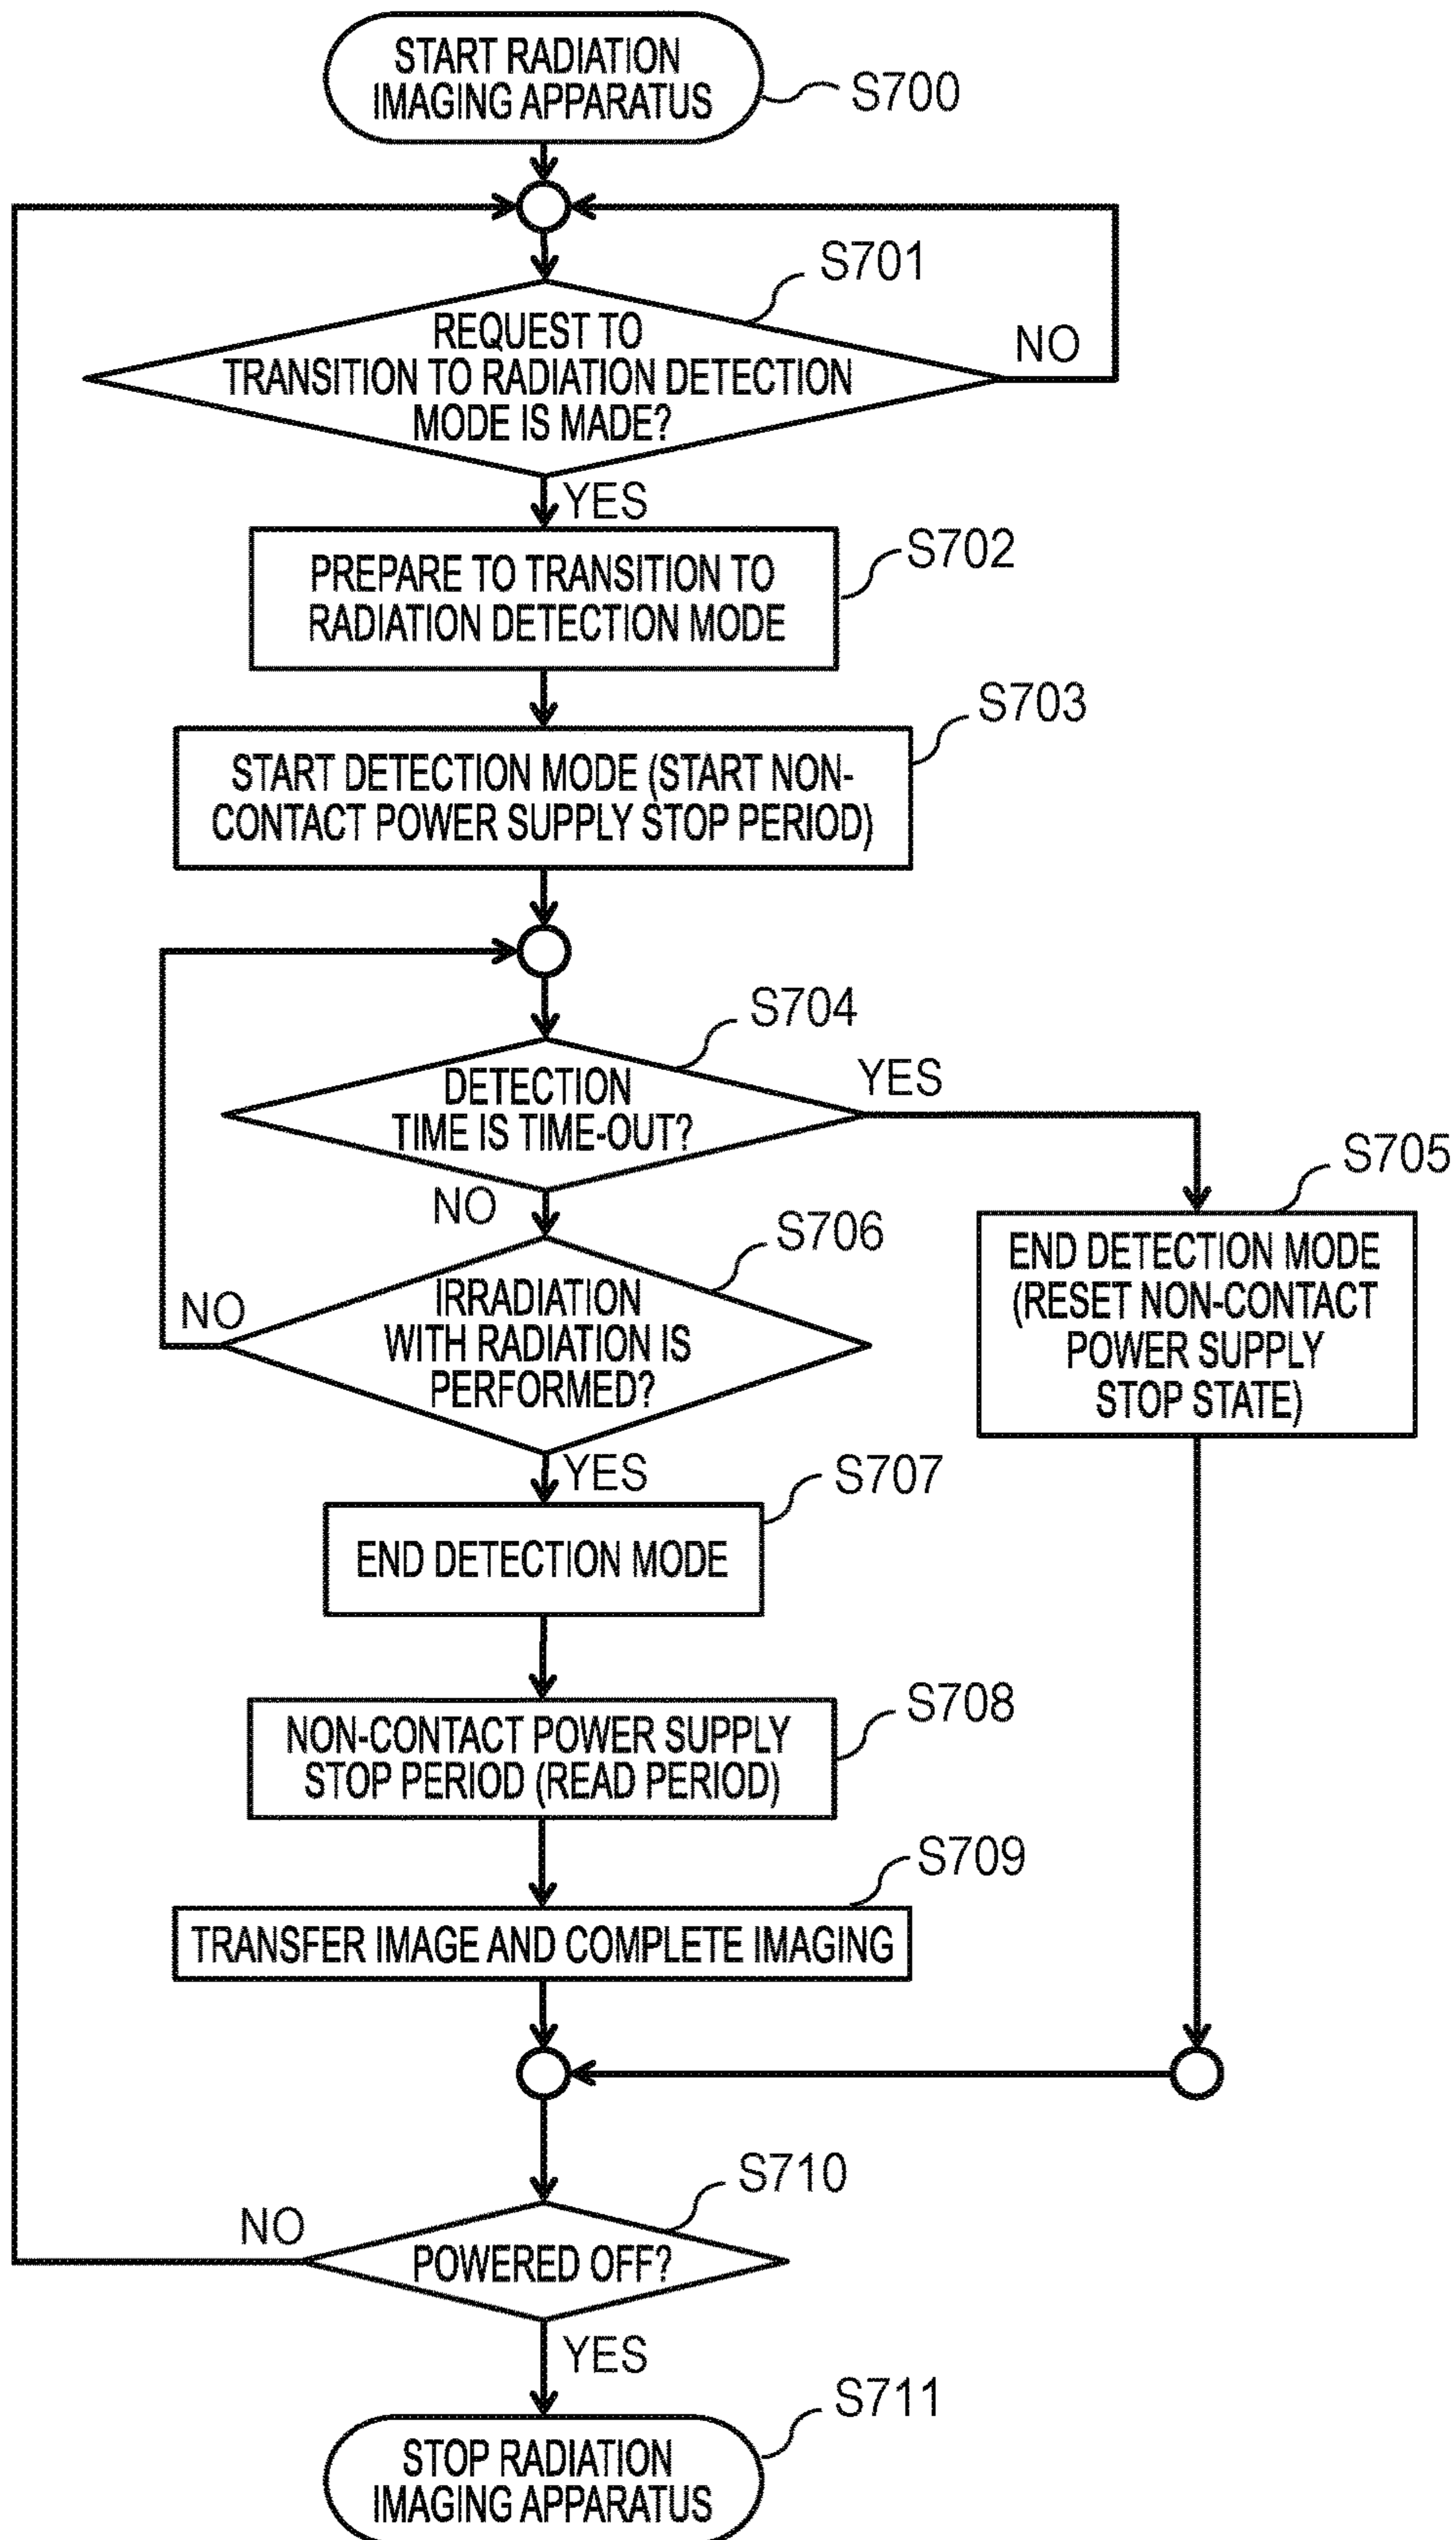 START RADIATION
IMAGING APPARATUS
S700
S701
REQUEST TO
TRANSITION TO RADIATION DETECTION
MODE IS MADE?
NO
YES
S702
PREPARE TO TRANSITION TO
RADIATION DETECTION MODE
S703
START DETECTION MODE (START NON-
CONTACT POWER SUPPLY STOP PERIOD)
S704
DETECTION
TIME IS TIME-OUT?
YES
NO
S705
END DETECTION MODE
(RESET NON-CONTACT
POWER SUPPLY
STOP STATE)
S706
IRRADIATION
WITH RADIATION IS
PERFORMED?
NO
YES
S707
END DETECTION MODE
S708
NON-CONTACT POWER SUPPLY
STOP PERIOD (READ PERIOD)
S709
TRANSFER IMAGE AND COMPLETE IMAGING
S710
POWERED OFF?
NO
YES
S711
STOP RADIATION
IMAGING APPARATUS